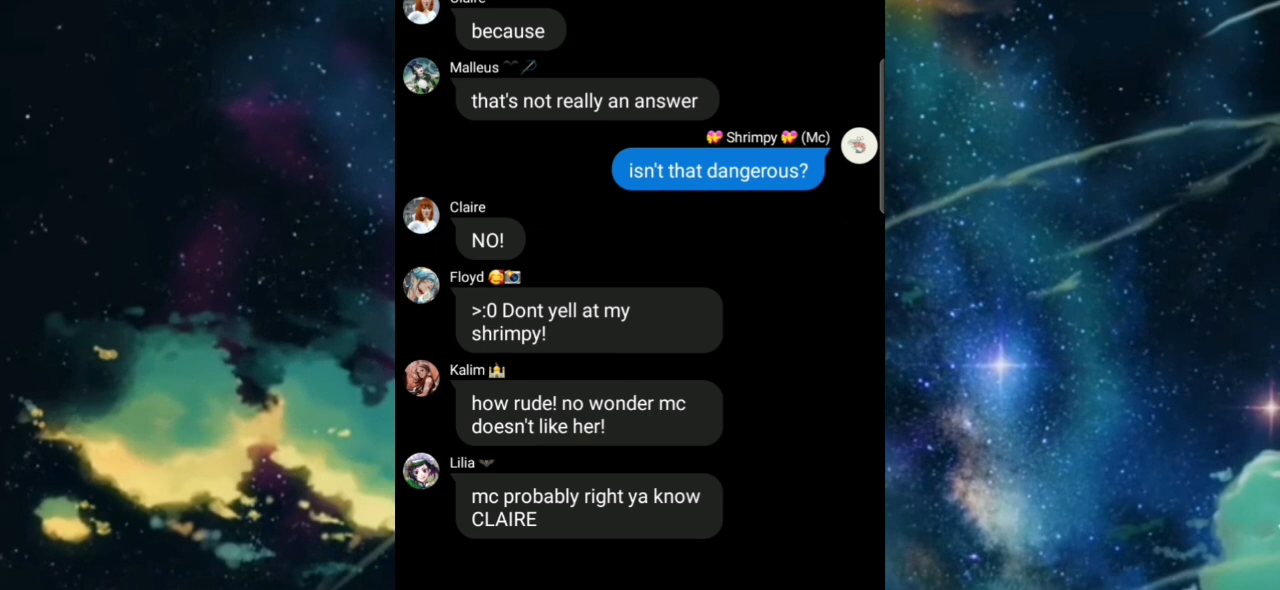 Claire
because
Malleus
that's not really an answer
💝 Shrimpy 💝 (Mc)
isn't that dangerous?
Claire
NO!
Floyd 🥰📸
>:0 Dont yell at my
shrimpy!
Kalim 🕌
how rude! no wonder mc
doesn't like her!
Lilia 🦇
mc probably right ya know
CLAIRE